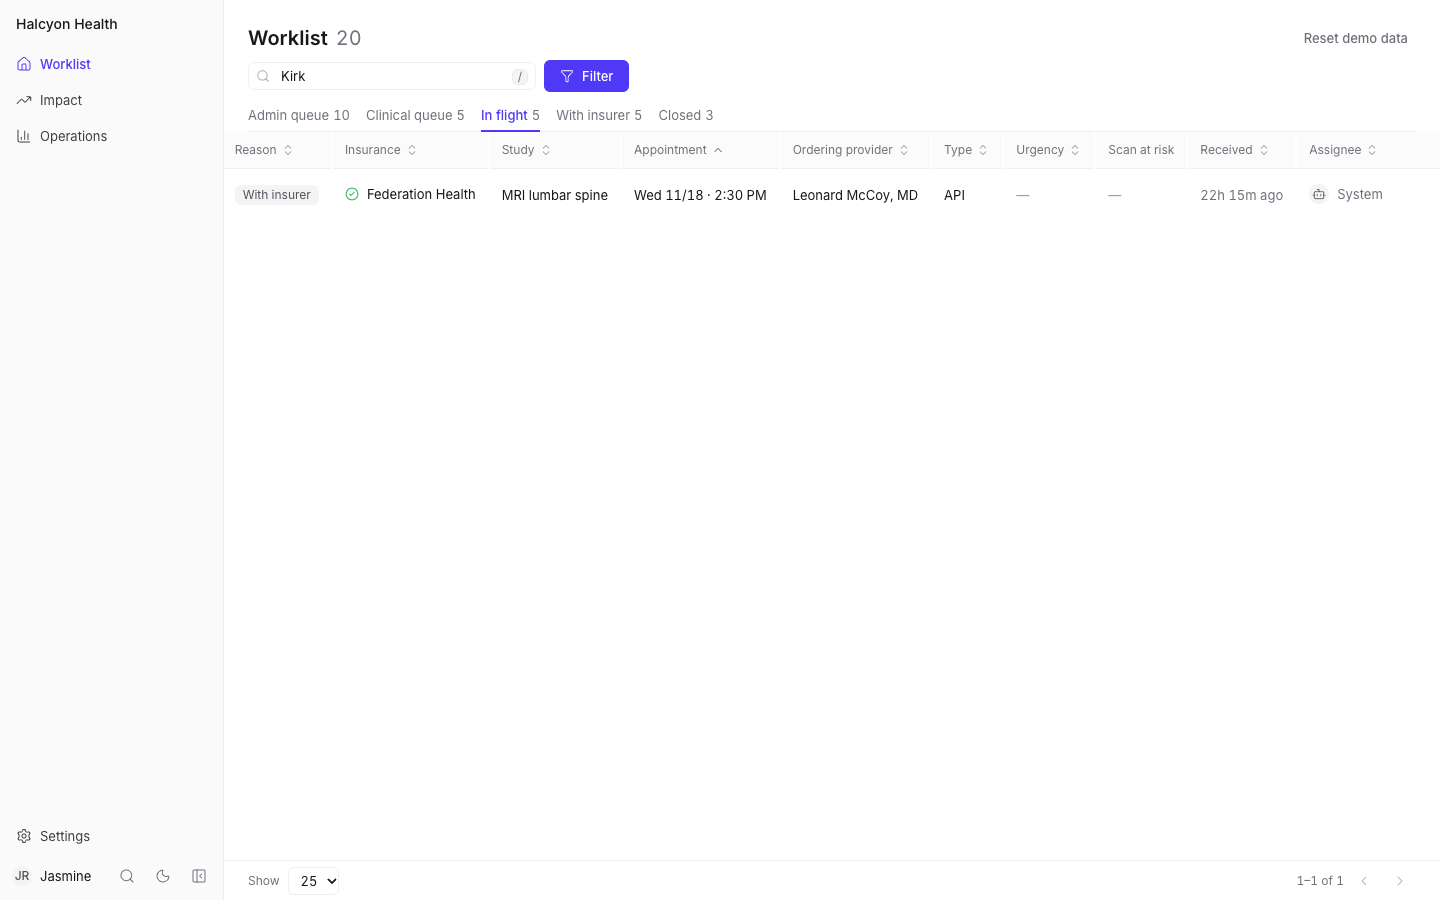 Halcyon Health
Worklist
Impact
Operations
Settings
JR Jasmine
Worklist 20
Reset demo data
Kirk /
Filter
Admin queue 10 Clinical queue 5 In flight 5 With insurer 5 Closed 3
Reason Insurance Study Appointment Ordering provider Type Urgency Scan at risk Received Assignee
With insurer Federation Health MRI lumbar spine Wed 11/18 · 2:30 PM Leonard McCoy, MD API — — 22h 15m ago System
Show 25
1–1 of 1